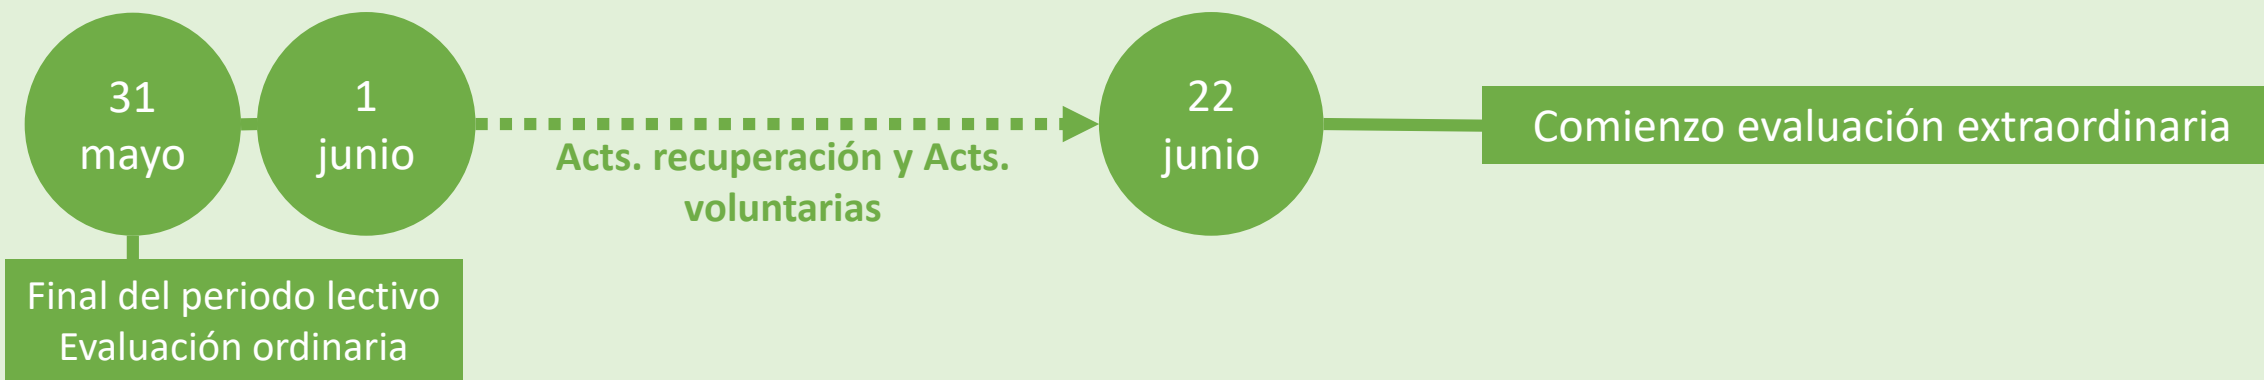 31
mayo
1
junio
Acts. recuperación y Acts.
voluntarias
22
junio
Comienzo evaluación extraordinaria
Final del periodo lectivo
Evaluación ordinaria